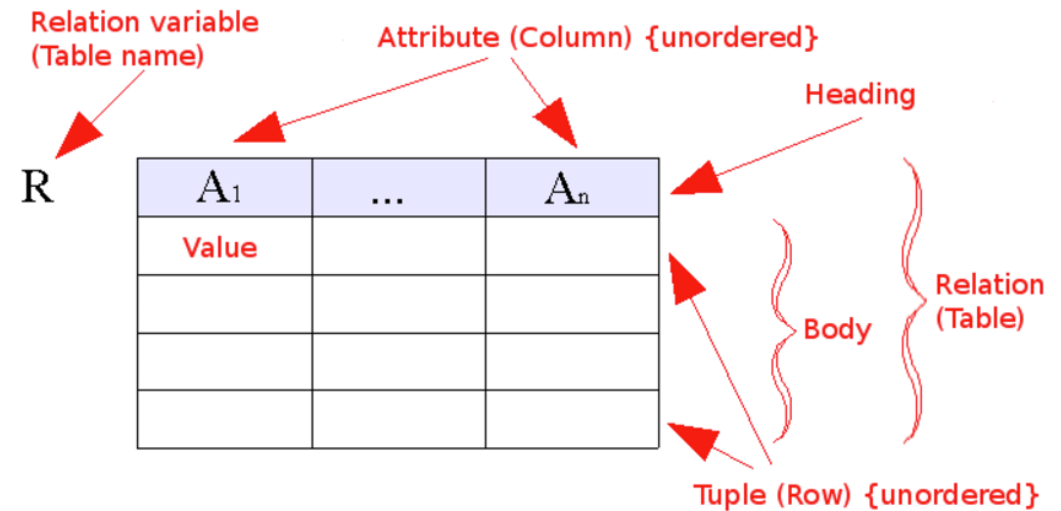 Relation variable
(Table name)
Attribute (Column) {unordered}
Heading
R
A₁
...
Aₙ
Value
Relation
(Table)
Body
Tuple (Row) {unordered}